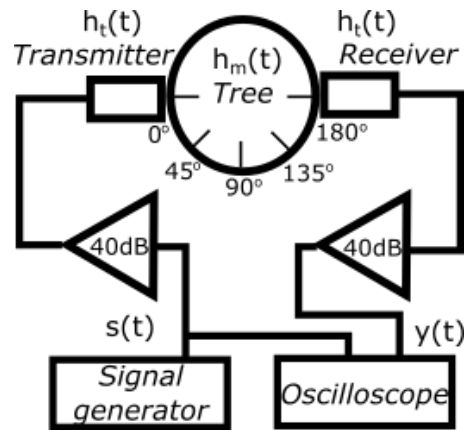 hₜ(t)
Transmitter
hₜ(t)
Receiver
hₘ(t)
Tree
0°
45°
90°
135°
180°
40dB
40dB
s(t)
y(t)
Signal
generator
Oscilloscope